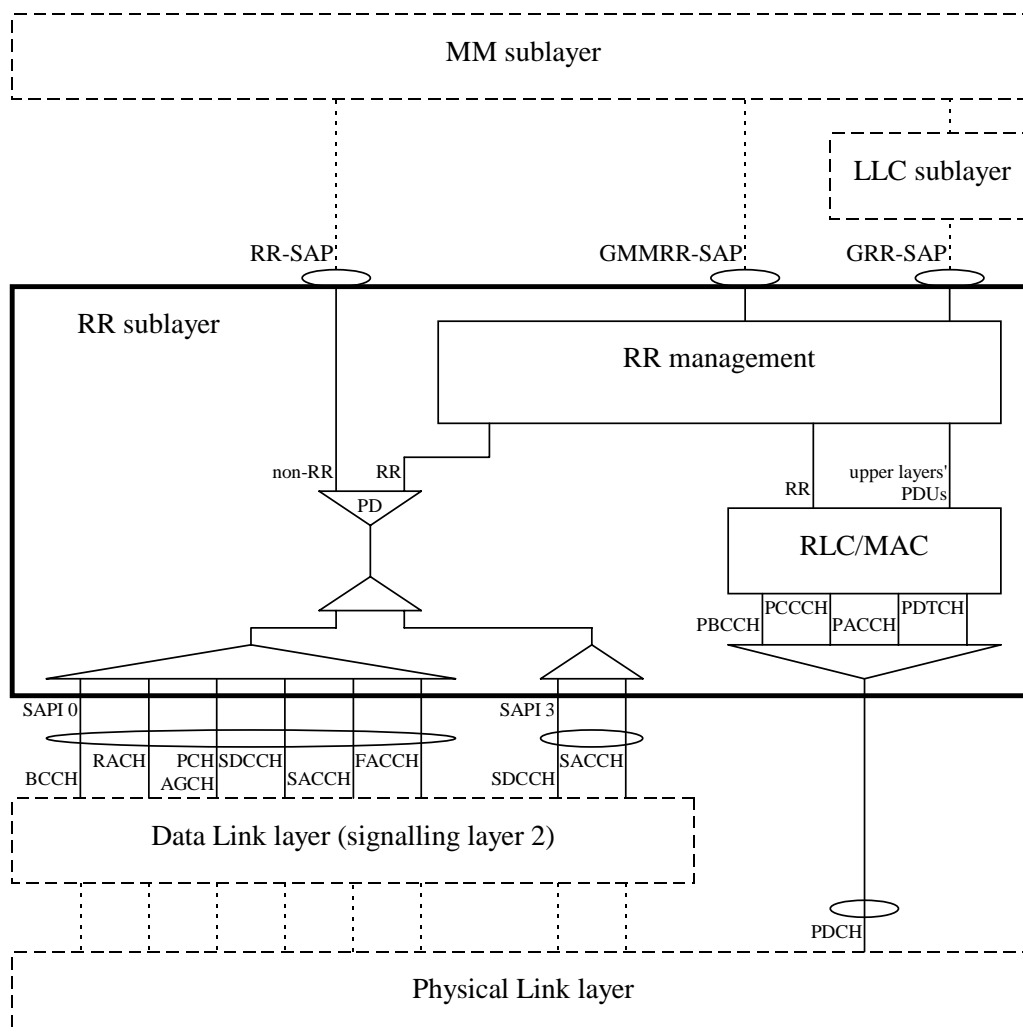 MM sublayer
LLC sublayer
RR-SAP
GMMRR-SAP
GRR-SAP
RR sublayer
RR management
non-RR
RR
PD
RR
upper layers'
PDUs
RLC/MAC
PBCCH
PCCCH
PACCH
PDTCH
SAPI 0
SAPI 3
BCCH
RACH
PCH
AGCH
SDCCH
SACCH
FACCH
SDCCH
SACCH
Data Link layer (signalling layer 2)
PDCH
Physical Link layer